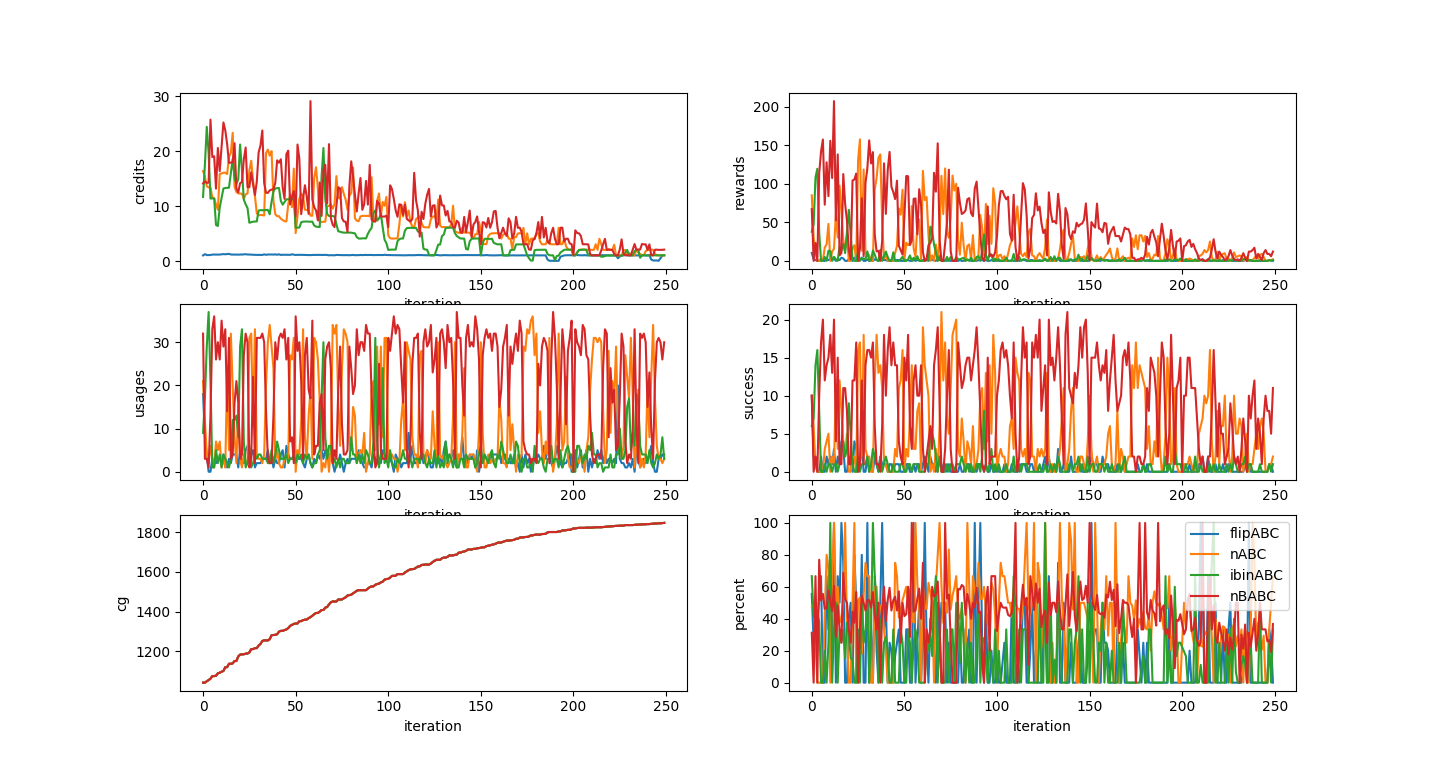 credits
30
20
10
0
0 50 100 150 200 250
iteration
rewards
200
150
100
50
0
0 50 100 150 200 250
iteration
usages
30
20
10
0
0 50 100 150 200 250
iteration
success
20
15
10
5
0
0 50 100 150 200 250
iteration
cg
1800
1600
1400
1200
0 50 100 150 200 250
iteration
percent
100
80
60
40
20
0
0 50 100 150 200 250
iteration
flipABC
nABC
ibinABC
nBABC